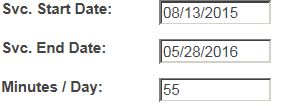 Svc. Start Date: 08/13/2015
Svc. End Date: 05/28/2016
Minutes / Day: 55